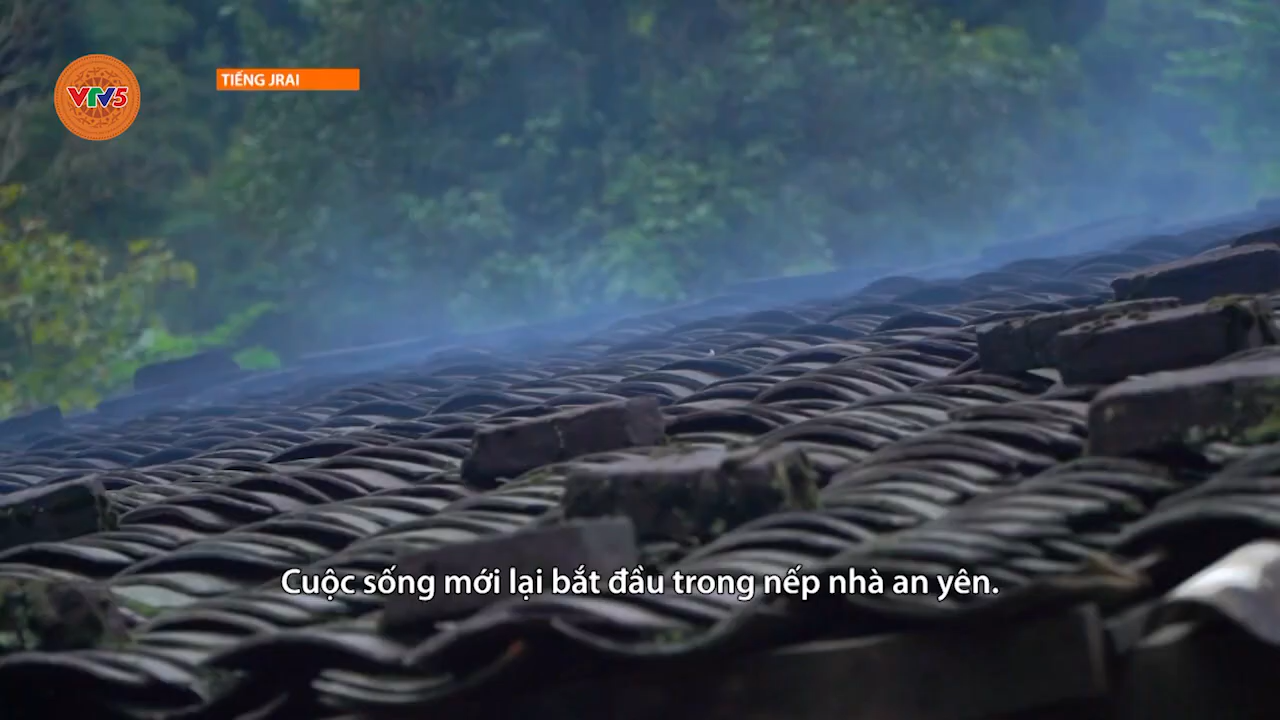 VTV5
TIẾNG JRAI
Cuộc sống mới lại bắt đầu trong nếp nhà an yên.